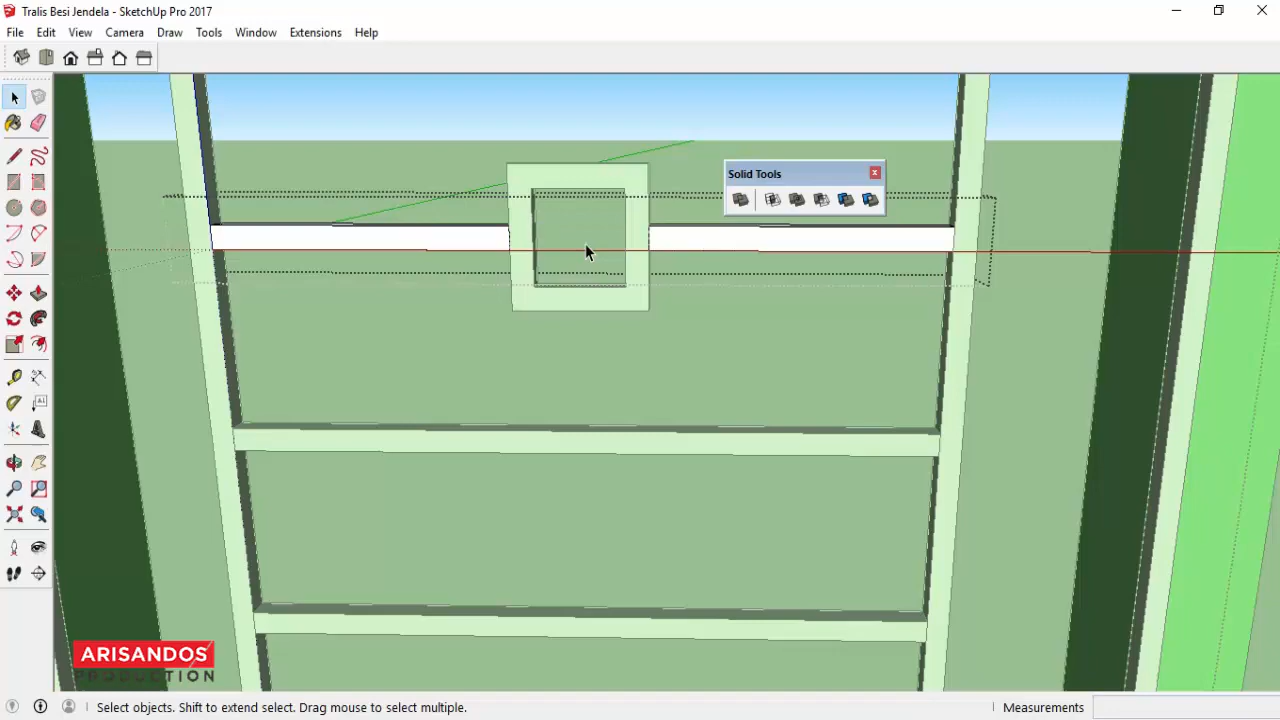 Tralis Besi Jendela - SketchUp Pro 2017
File Edit View Camera Draw Tools Window Extensions Help
Solid Tools
ARISANDOS
PRODUCTION
Select objects. Shift to extend select. Drag mouse to select multiple.
Measurements